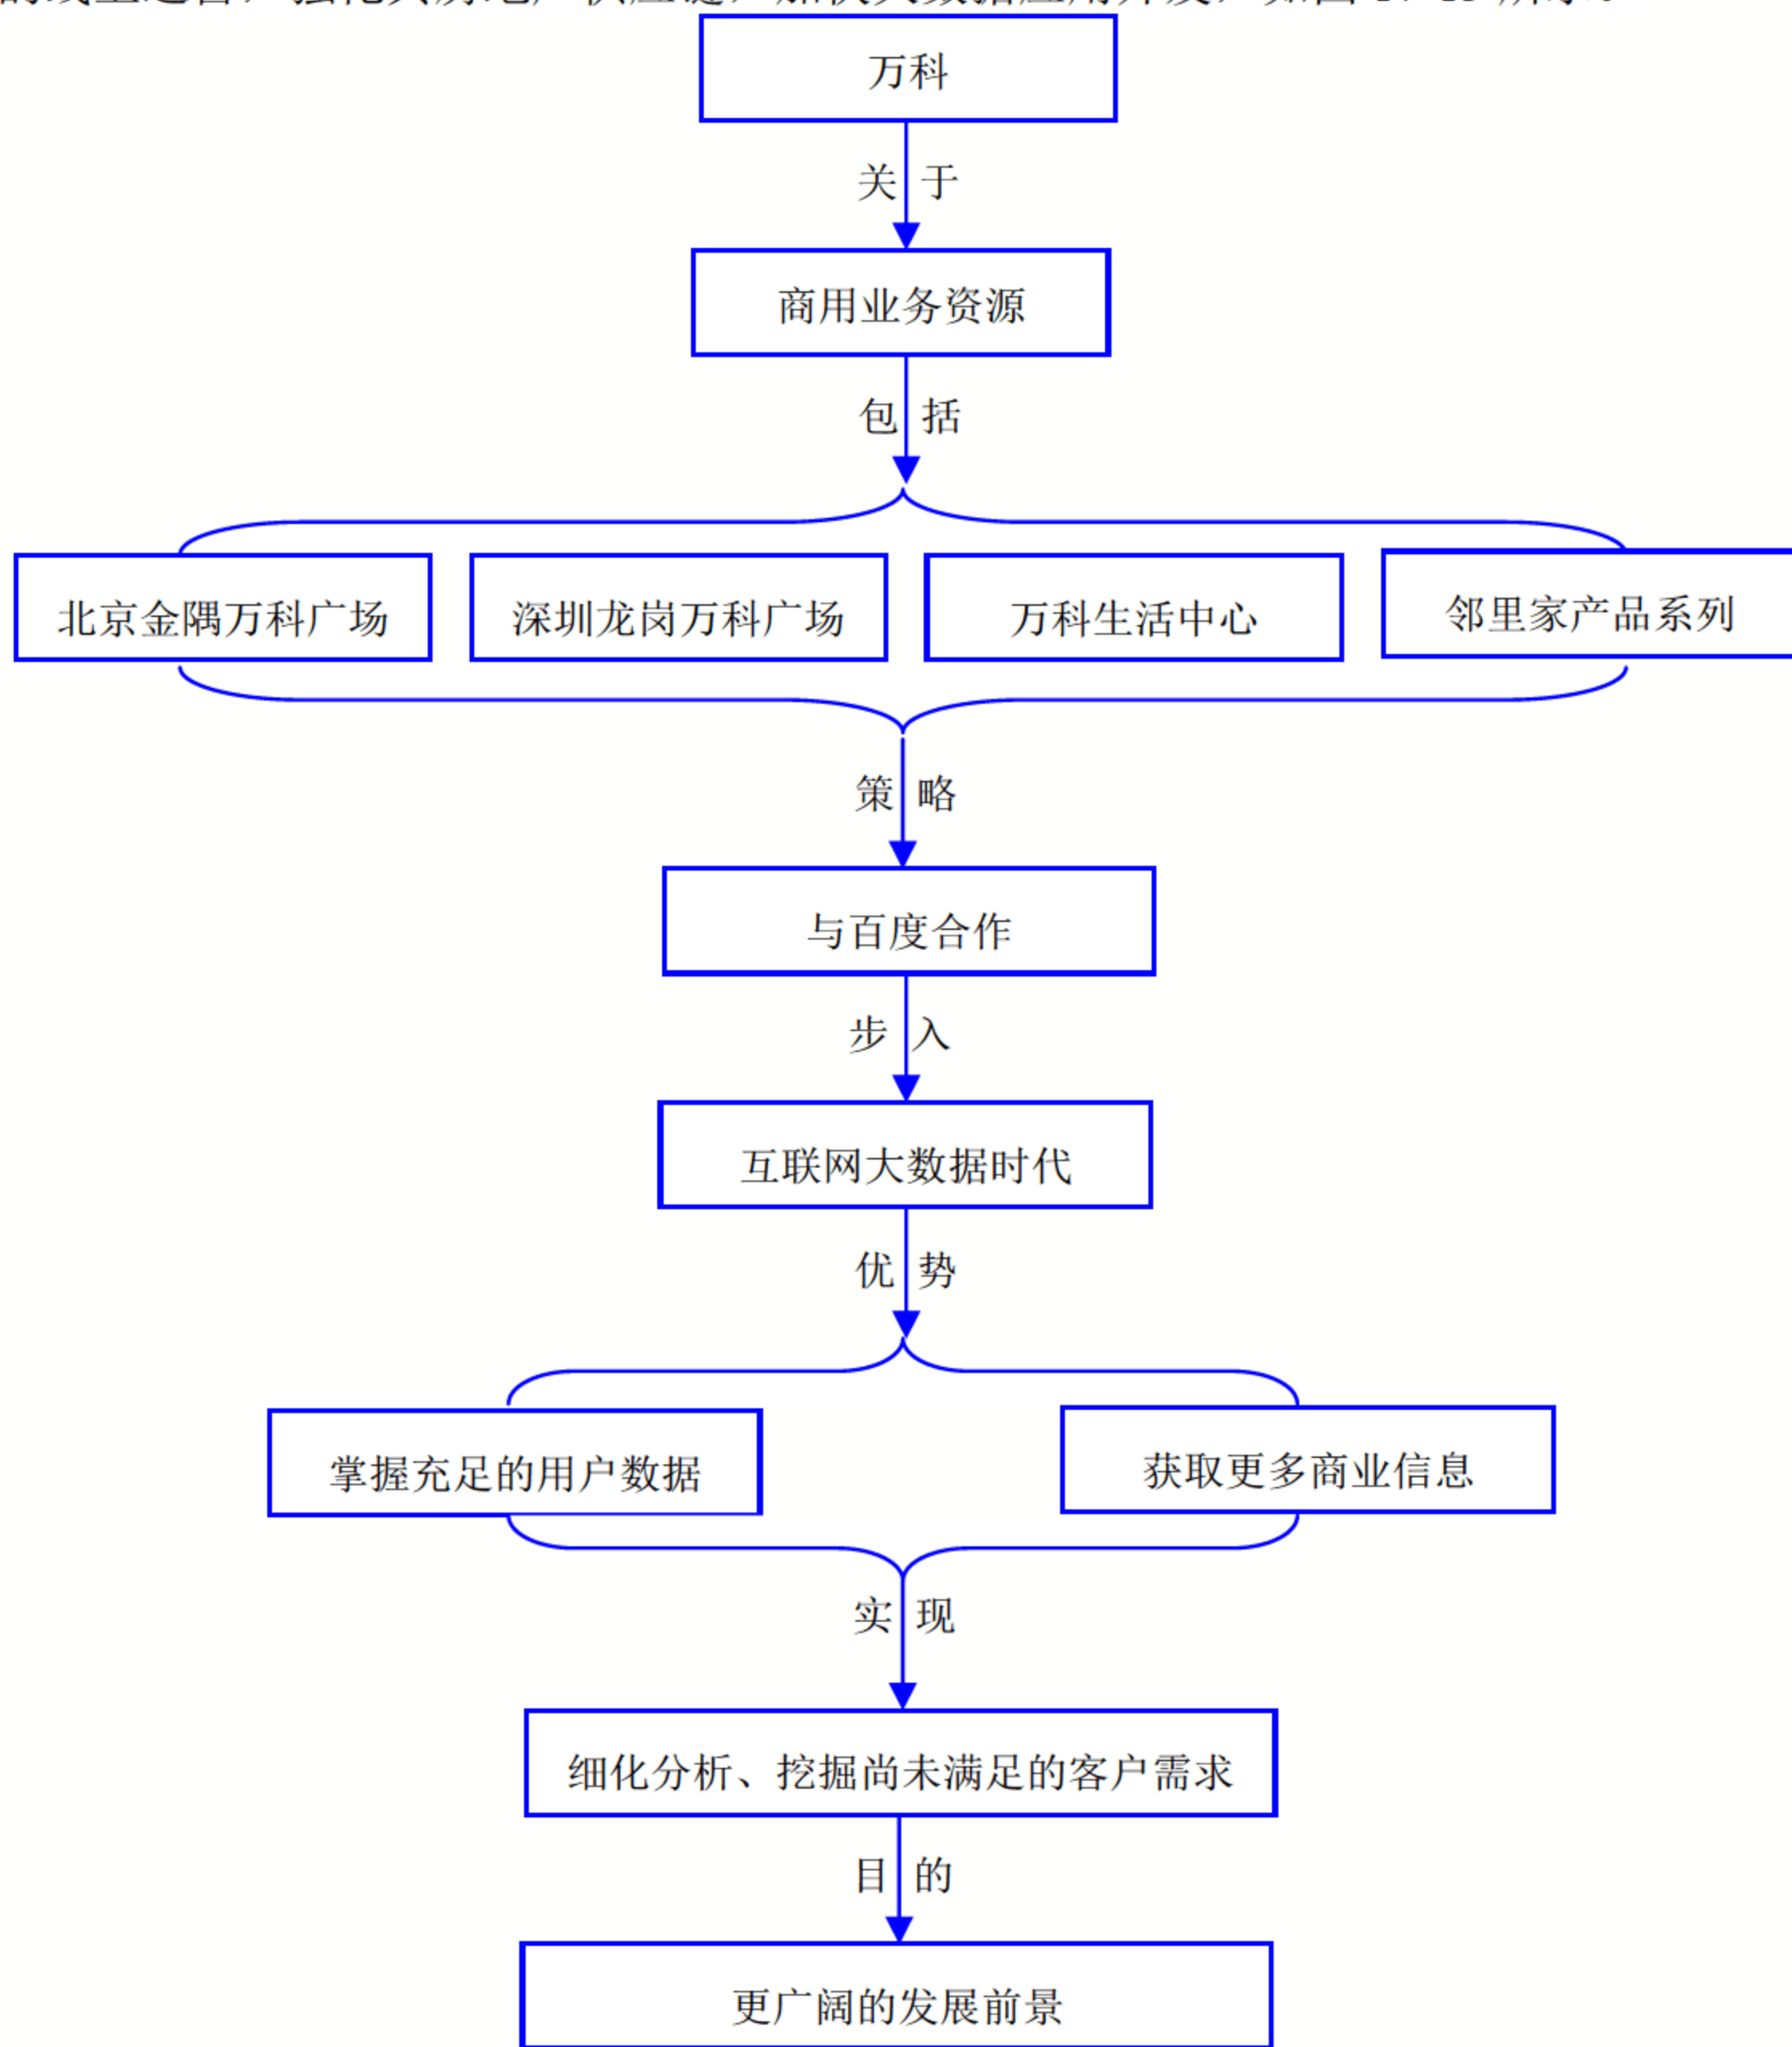 万科
关于
商用业务资源
包括
北京金隅万科广场 深圳龙岗万科广场 万科生活中心 邻里家产品系列
策略
与百度合作
步入
互联网大数据时代
优势
掌握充足的用户数据 获取更多商业信息
实现
细化分析、挖掘尚未满足的客户需求
目的
更广阔的发展前景